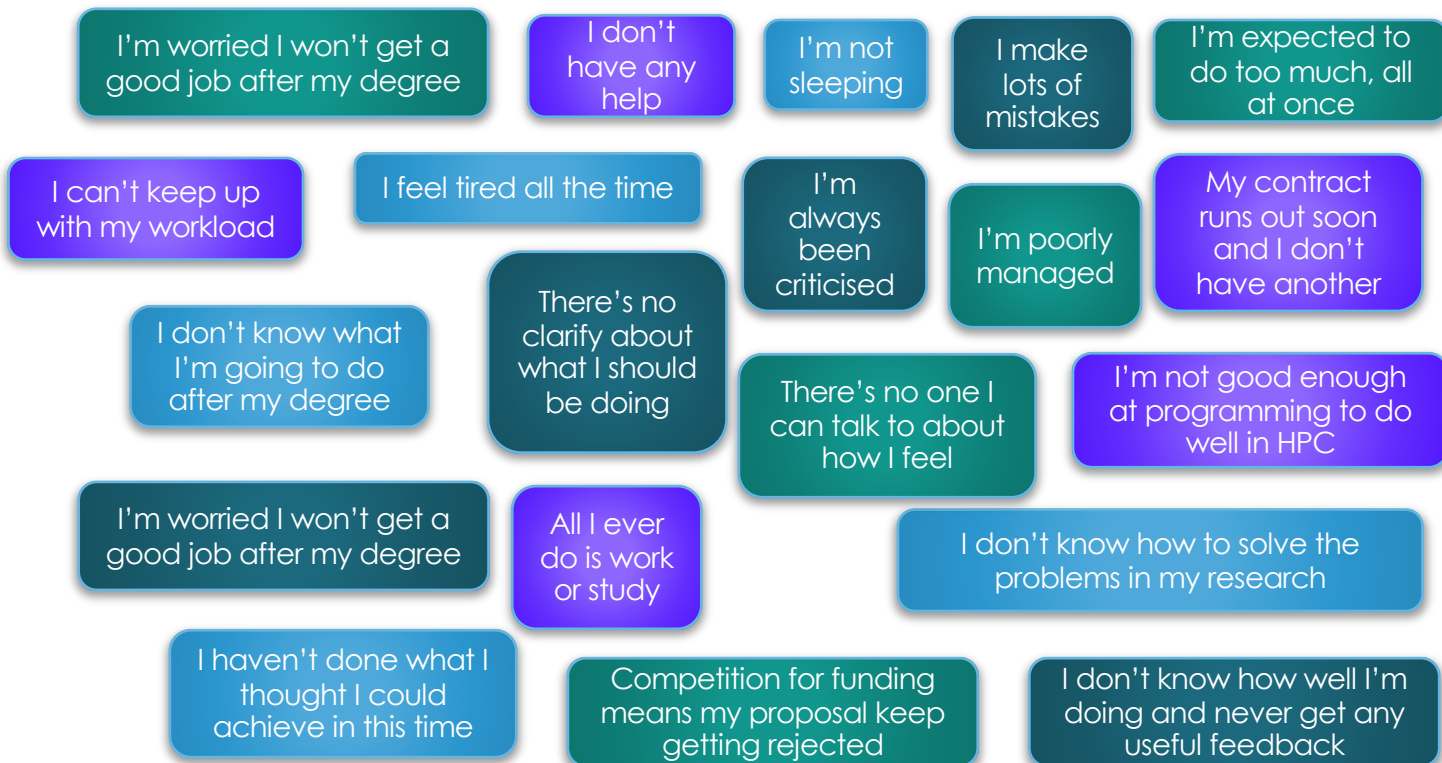 I'm worried I won't get a
good job after my degree
I don't
have any
help
I'm not
sleeping
I make
lots of
mistakes
I'm expected to
do too much, all
at once
I can't keep up
with my workload
I feel tired all the time
I'm
always
been
criticised
I'm poorly
managed
My contract
runs out soon
and I don't
have another
I don't know what
I'm going to do
after my degree
There's no
clarify about
what I should
be doing
There's no one I
can talk to about
how I feel
I'm not good enough
at programming to do
well in HPC
I'm worried I won't get a
good job after my degree
All I ever
do is work
or study
I don't know how to solve the
problems in my research
I haven't done what I
thought I could
achieve in this time
Competition for funding
means my proposal keep
getting rejected
I don't know how well I'm
doing and never get any
useful feedback